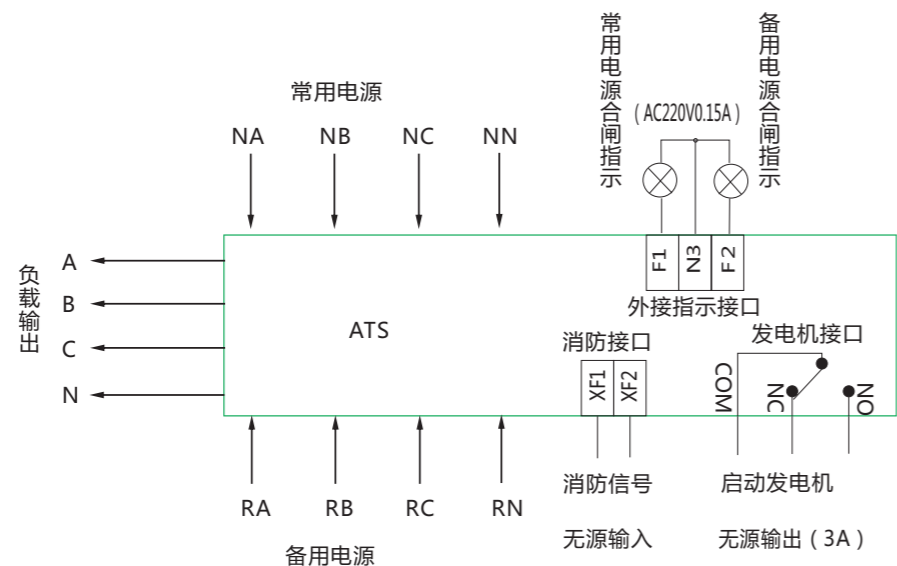 常用电源合闸指示
备用电源合闸指示
常用电源
(AC220V0.15A)
NA NB NC NN
F1 N3 F2
外接指示接口
负载输出
A
B
C
N
ATS
消防接口
发电机接口
XF1 XF2
COM NC NO
RA RB RC RN
备用电源
消防信号
启动发电机
无源输入
无源输出(3A)